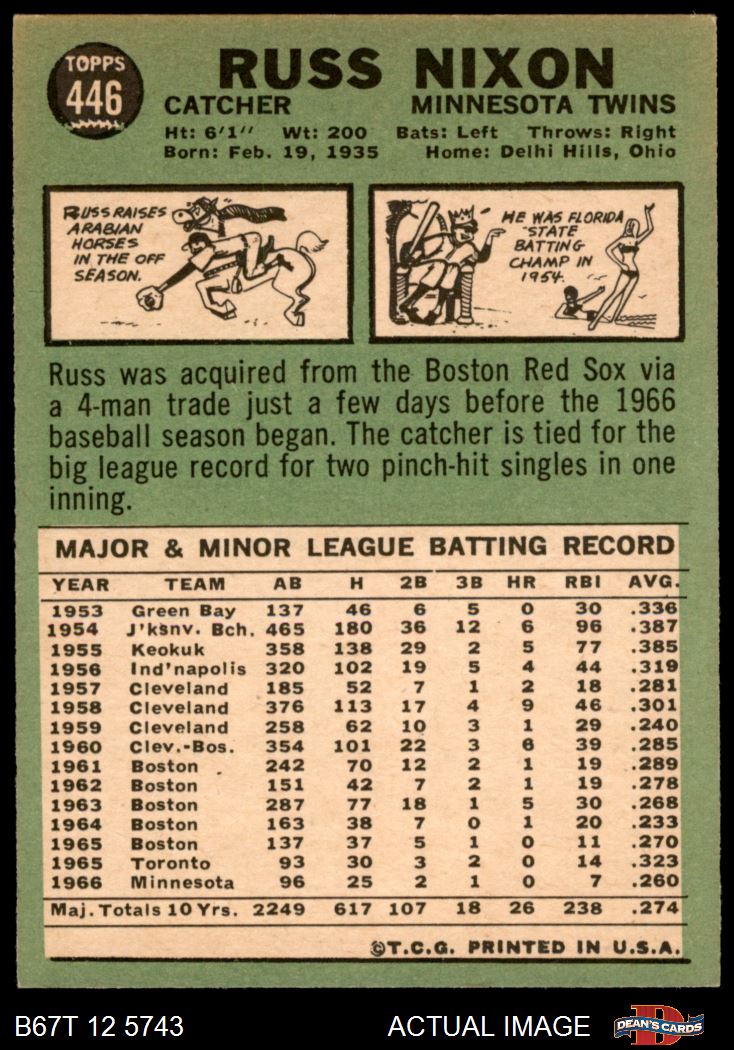 TOPPS
446
RUSS NIXON
CATCHER MINNESOTA TWINS
Ht: 6'1" Wt: 200 Bats: Left Throws: Right
Born: Feb. 19, 1935 Home: Delhi Hills, Ohio
RUSS RAISES
ARABIAN
HORSES
IN THE OFF
SEASON.
HE WAS FLORIDA
STATE
BATTING
CHAMP IN
1954.
Russ was acquired from the Boston Red Sox via
a 4-man trade just a few days before the 1966
baseball season began. The catcher is tied for the
big league record for two pinch-hit singles in one
inning.
MAJOR & MINOR LEAGUE BATTING RECORD
YEAR TEAM AB H 2B 3B HR RBI AVG.
1953 Green Bay 137 46 6 5 0 30 .336
1954 J'ksnv. Bch. 465 180 36 12 6 96 .387
1955 Keokuk 358 138 29 2 5 77 .385
1956 Ind'napolis 320 102 19 5 4 44 .319
1957 Cleveland 185 52 7 1 2 18 .281
1958 Cleveland 376 113 17 4 9 46 .301
1959 Cleveland 258 62 10 3 1 29 .240
1960 Clev.-Bos. 354 101 22 3 6 39 .285
1961 Boston 242 70 12 2 1 19 .289
1962 Boston 151 42 7 2 1 19 .278
1963 Boston 287 77 18 1 5 30 .268
1964 Boston 163 38 7 0 1 20 .233
1965 Boston 137 37 5 1 0 11 .270
1965 Toronto 93 30 3 2 0 14 .323
1966 Minnesota 96 25 2 1 0 7 .260
Maj. Totals 10 Yrs. 2249 617 107 18 26 238 .274
©T.C.G. PRINTED IN U.S.A.
B67T 12 5743 ACTUAL IMAGE
D
DEAN'S CARDS